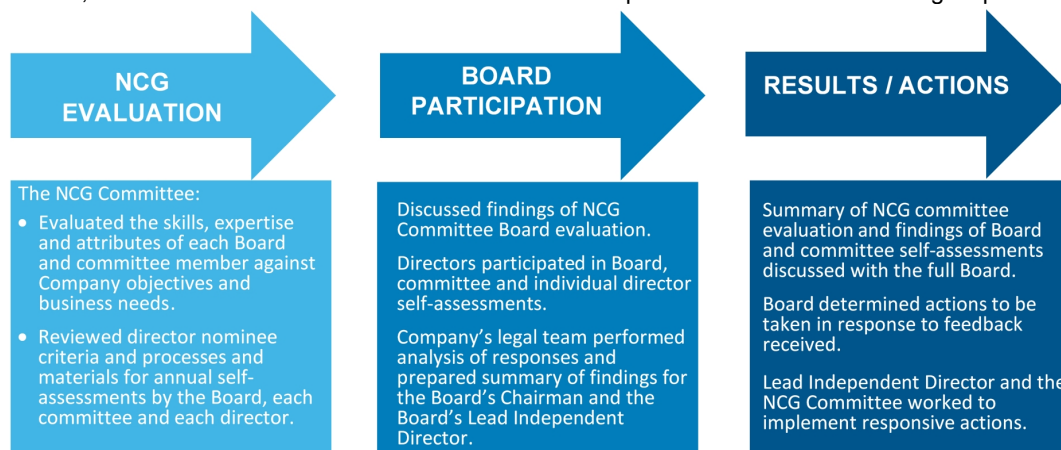 NCG
EVALUATION
The NCG Committee:
• Evaluated the skills, expertise
and attributes of each Board
and committee member against
Company objectives and
business needs.
• Reviewed director nominee
criteria and processes and
materials for annual self-
assessments by the Board, each
committee and each director.
BOARD
PARTICIPATION
Discussed findings of NCG
Committee Board evaluation.
Directors participated in Board,
committee and individual director
self-assessments.
Company’s legal team performed
analysis of responses and
prepared summary of findings for
the Board’s Chairman and the
Board’s Lead Independent
Director.
RESULTS / ACTIONS
Summary of NCG committee
evaluation and findings of Board
and committee self-assessments
discussed with the full Board.
Board determined actions to be
taken in response to feedback
received.
Lead Independent Director and the
NCG Committee worked to
implement responsive actions.